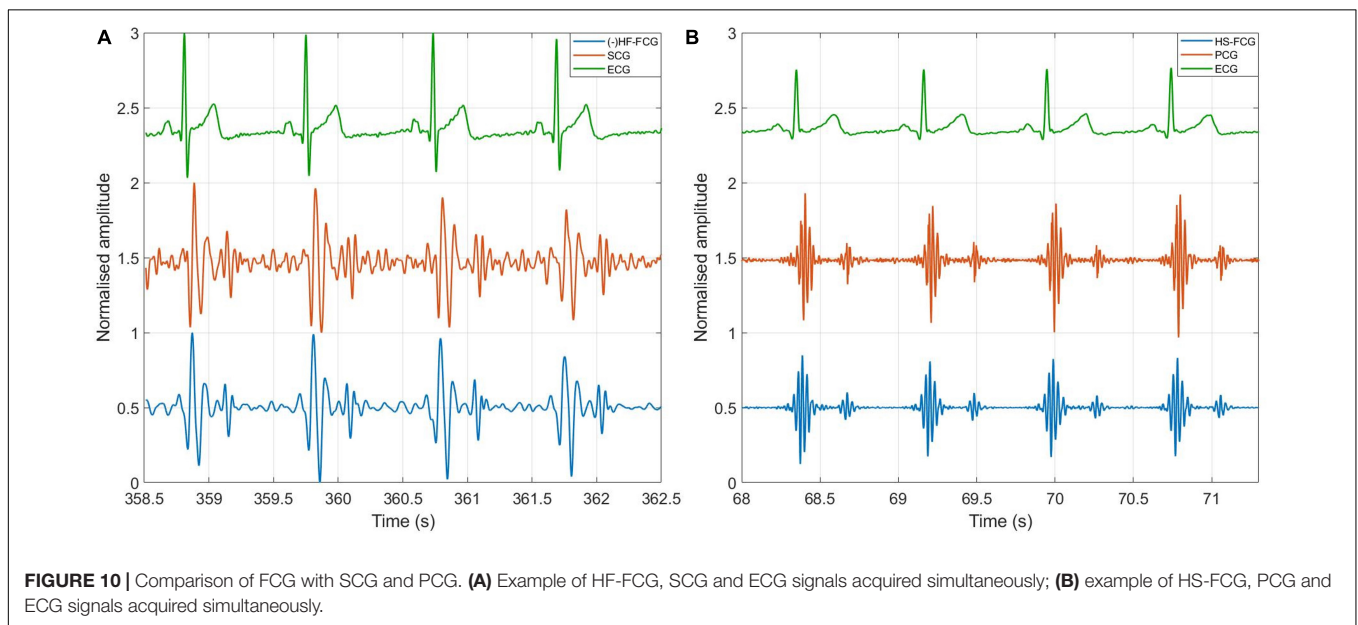 A
3
2.5
2
1.5
1
0.5
0
Normalised amplitude
(-)HF-FCG
SCG
ECG
358.5 359 359.5 360 360.5 361 361.5 362 362.5
Time (s)
B
3
2.5
2
1.5
1
0.5
0
Normalised amplitude
HS-FCG
PCG
ECG
68 68.5 69 69.5 70 70.5 71
Time (s)
FIGURE 10 | Comparison of FCG with SCG and PCG. (A) Example of HF-FCG, SCG and ECG signals acquired simultaneously; (B) example of HS-FCG, PCG and
ECG signals acquired simultaneously.